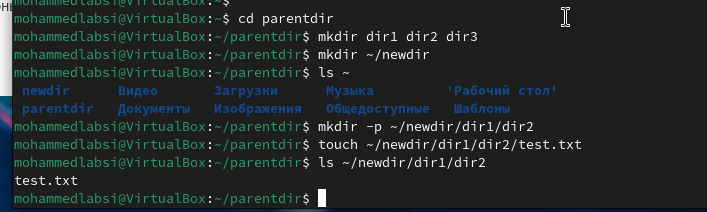 mohammedlabsi@VirtualBox:~$
mohammedlabsi@VirtualBox:~$ cd parentdir
mohammedlabsi@VirtualBox:~/parentdir$ mkdir dir1 dir2 dir3
mohammedlabsi@VirtualBox:~/parentdir$ mkdir ~/newdir
mohammedlabsi@VirtualBox:~/parentdir$ ls ~
newdir Видео Загрузки Музыка 'Рабочий стол'
parentdir Документы Изображения Общедоступные Шаблоны
mohammedlabsi@VirtualBox:~/parentdir$ mkdir -p ~/newdir/dir1/dir2
mohammedlabsi@VirtualBox:~/parentdir$ touch ~/newdir/dir1/dir2/test.txt
mohammedlabsi@VirtualBox:~/parentdir$ ls ~/newdir/dir1/dir2
test.txt
mohammedlabsi@VirtualBox:~/parentdir$